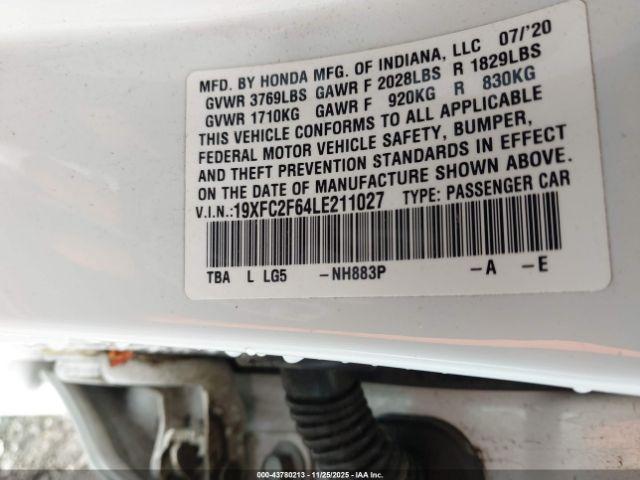 MFD. BY HONDA MFG. OF INDIANA, LLC 07/'20
GVWR 3769LBS GAWR F 2028LBS R 1829LBS
GVWR 1710KG GAWR F 920KG R 830KG
THIS VEHICLE CONFORMS TO ALL APPLICABLE
FEDERAL MOTOR VEHICLE SAFETY, BUMPER,
AND THEFT PREVENTION STANDARDS IN EFFECT
ON THE DATE OF MANUFACTURE SHOWN ABOVE.
V.I.N.:19XFC2F64LE211027 TYPE: PASSENGER CAR
TBA L LG5 -NH883P -A -E
000-43780213 - 11/25/2025 - IAAI, Inc.